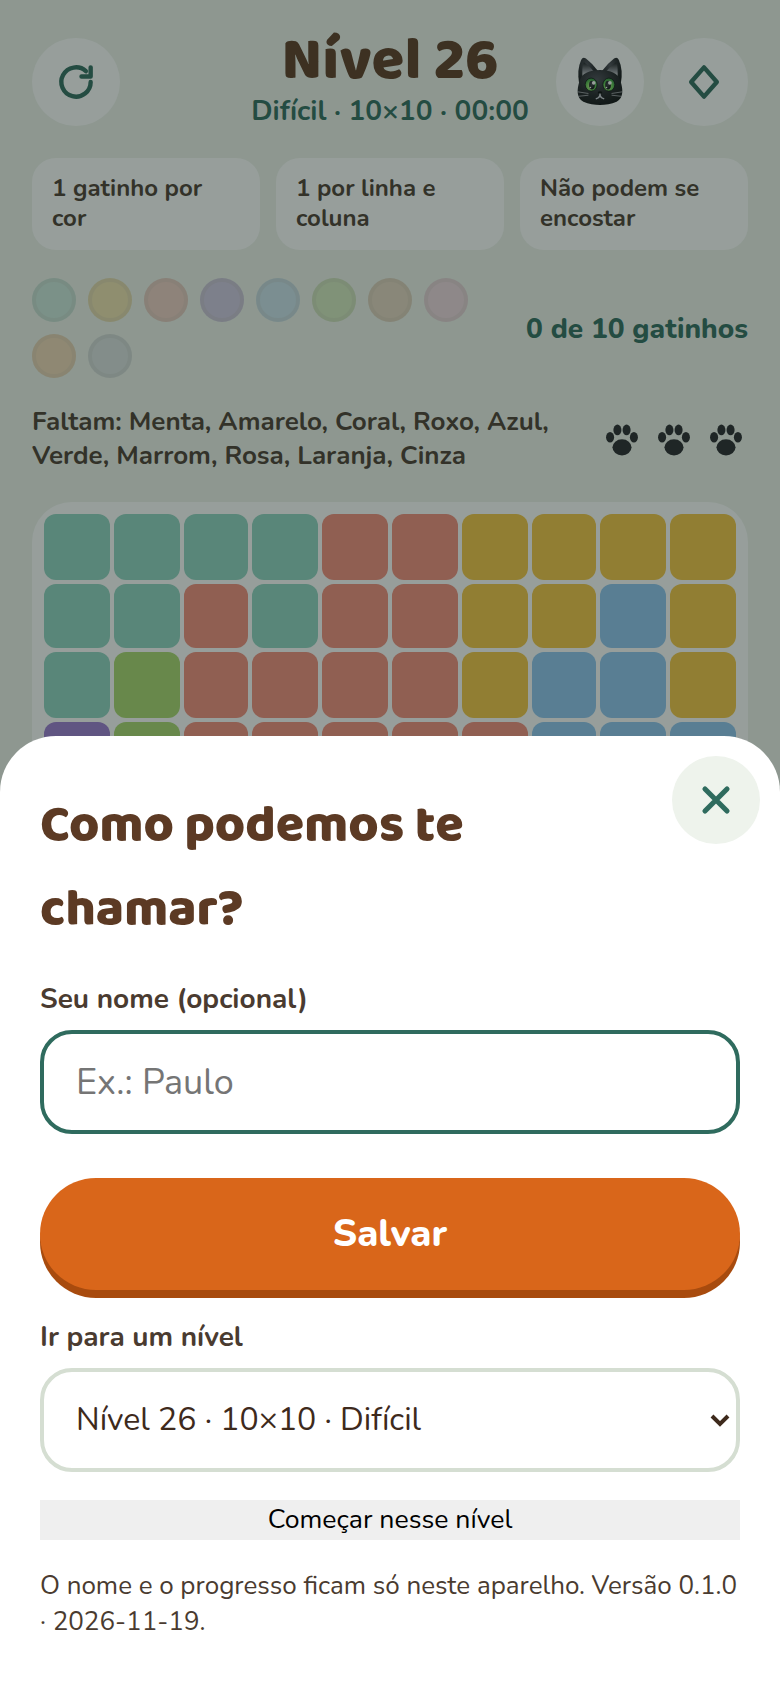 Nível 26
Difícil · 10×10 · 00:00
1 gatinho por
cor
1 por linha e
coluna
Não podem se
encostar
0 de 10 gatinhos
Faltam: Menta, Amarelo, Coral, Roxo, Azul,
Verde, Marrom, Rosa, Laranja, Cinza
Como podemos te
chamar?
Seu nome (opcional)
Ex.: Paulo
Salvar
Ir para um nível
Nível 26 · 10×10 · Difícil
Começar nesse nível
O nome e o progresso ficam só neste aparelho. Versão 0.1.0
· 2026-11-19.